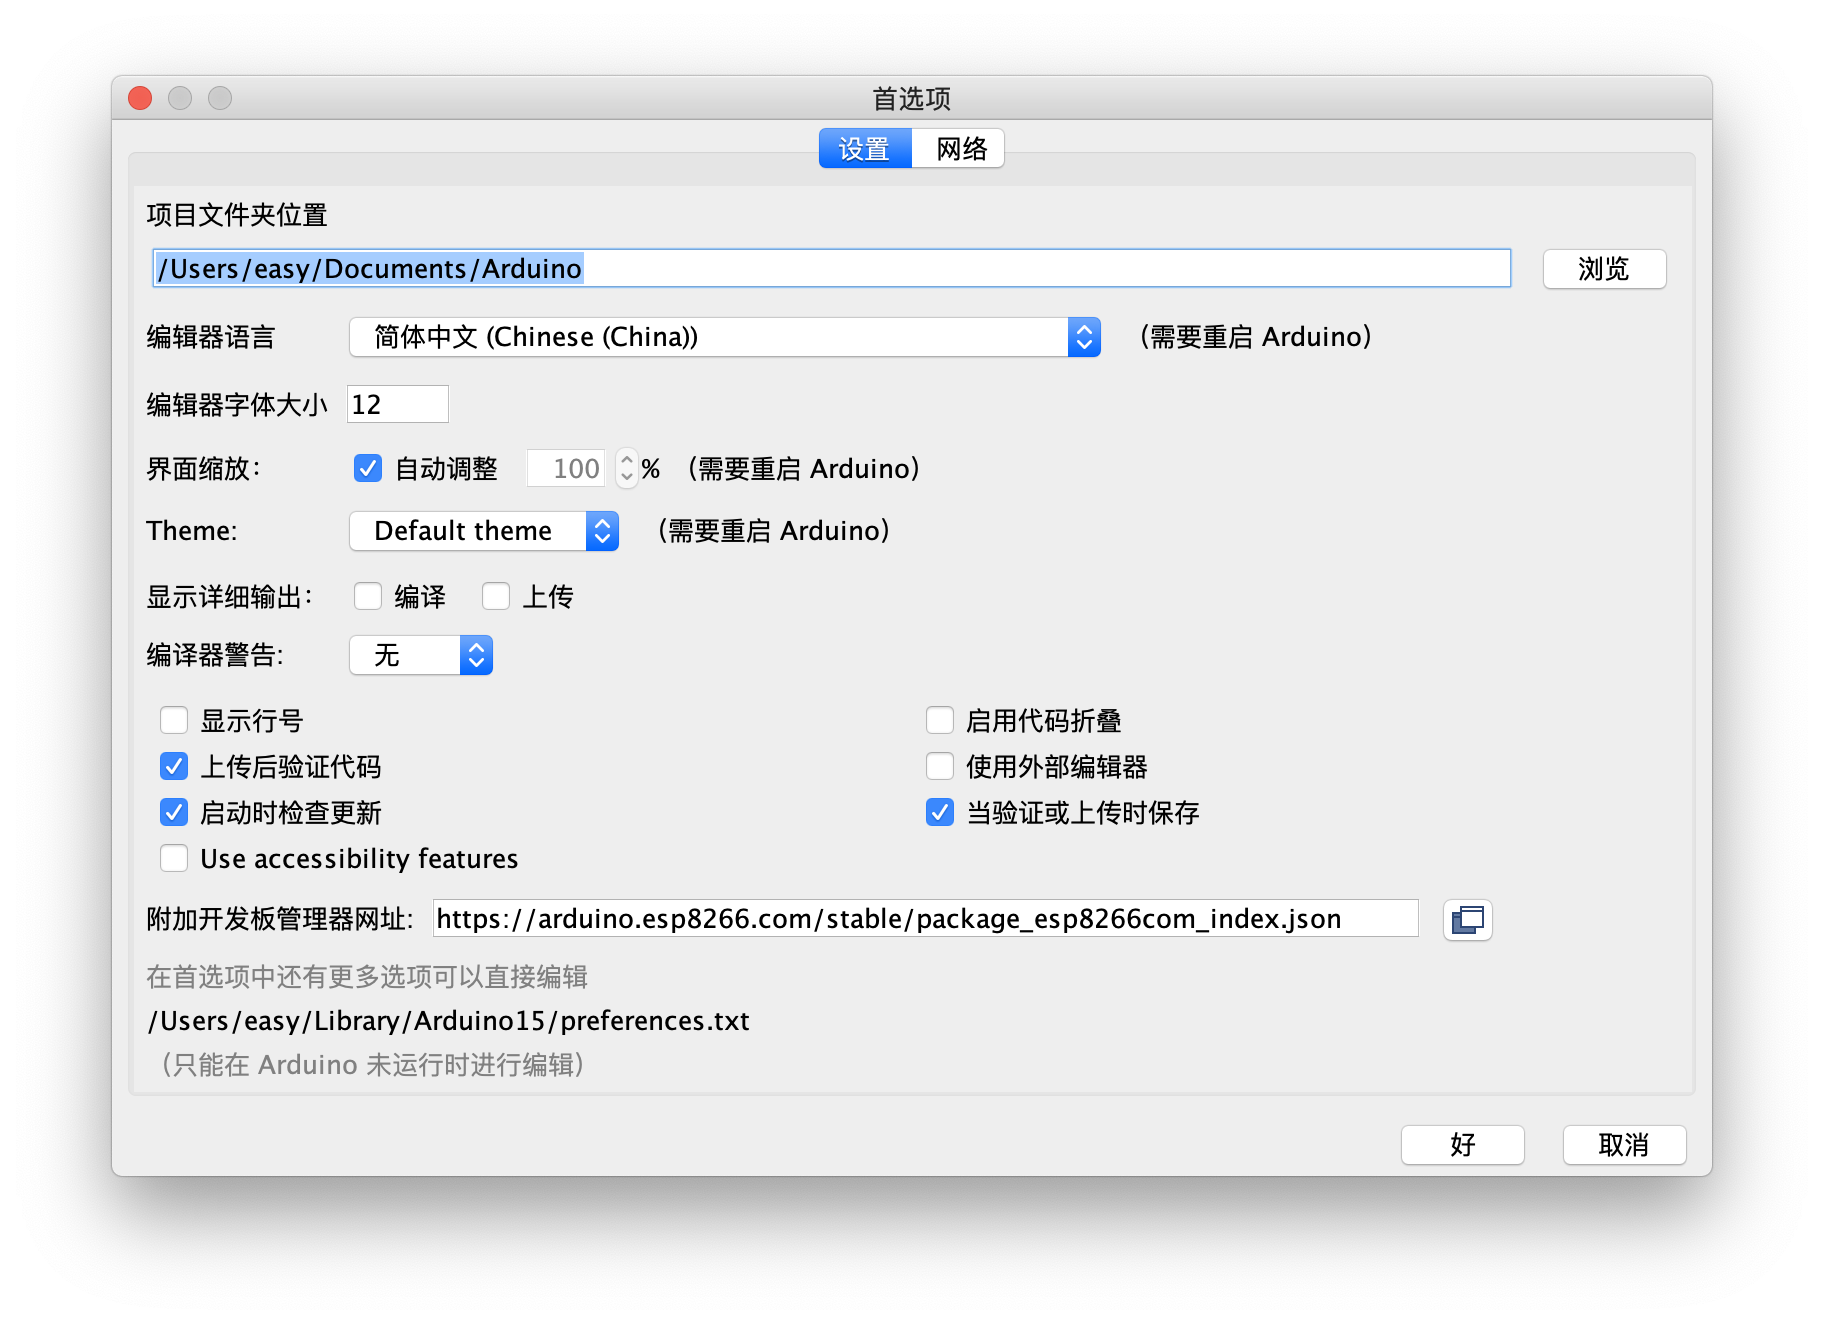 首选项
设置 网络
项目文件夹位置
/Users/easy/Documents/Arduino 浏览
编辑器语言 简体中文 (Chinese (China)) （需要重启 Arduino）
编辑器字体大小 12
界面缩放： 自动调整 100 % （需要重启 Arduino）
Theme: Default theme （需要重启 Arduino）
显示详细输出： 编译 上传
编译器警告: 无
显示行号 启用代码折叠
上传后验证代码 使用外部编辑器
启动时检查更新 当验证或上传时保存
Use accessibility features
附加开发板管理器网址: https://arduino.esp8266.com/stable/package_esp8266com_index.json
在首选项中还有更多选项可以直接编辑
/Users/easy/Library/Arduino15/preferences.txt
（只能在 Arduino 未运行时进行编辑）
好 取消